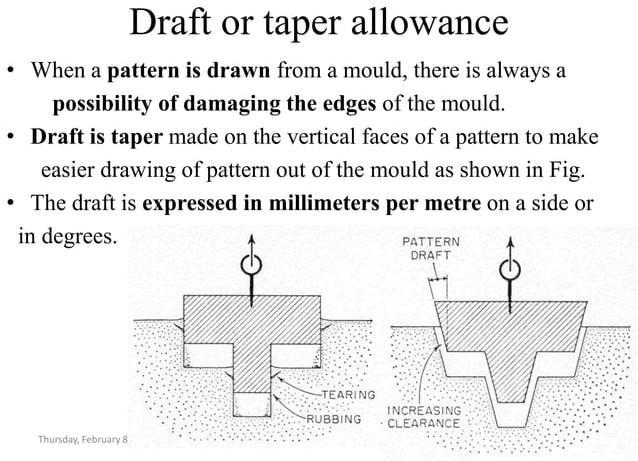 Draft or taper allowance
• When a pattern is drawn from a mould, there is always a
possibility of damaging the edges of the mould.
• Draft is taper made on the vertical faces of a pattern to make
easier drawing of pattern out of the mould as shown in Fig.
• The draft is expressed in millimeters per metre on a side or
in degrees.
PATTERN
DRAFT
TEARING
RUBBING
INCREASING
CLEARANCE
Thursday, February 8